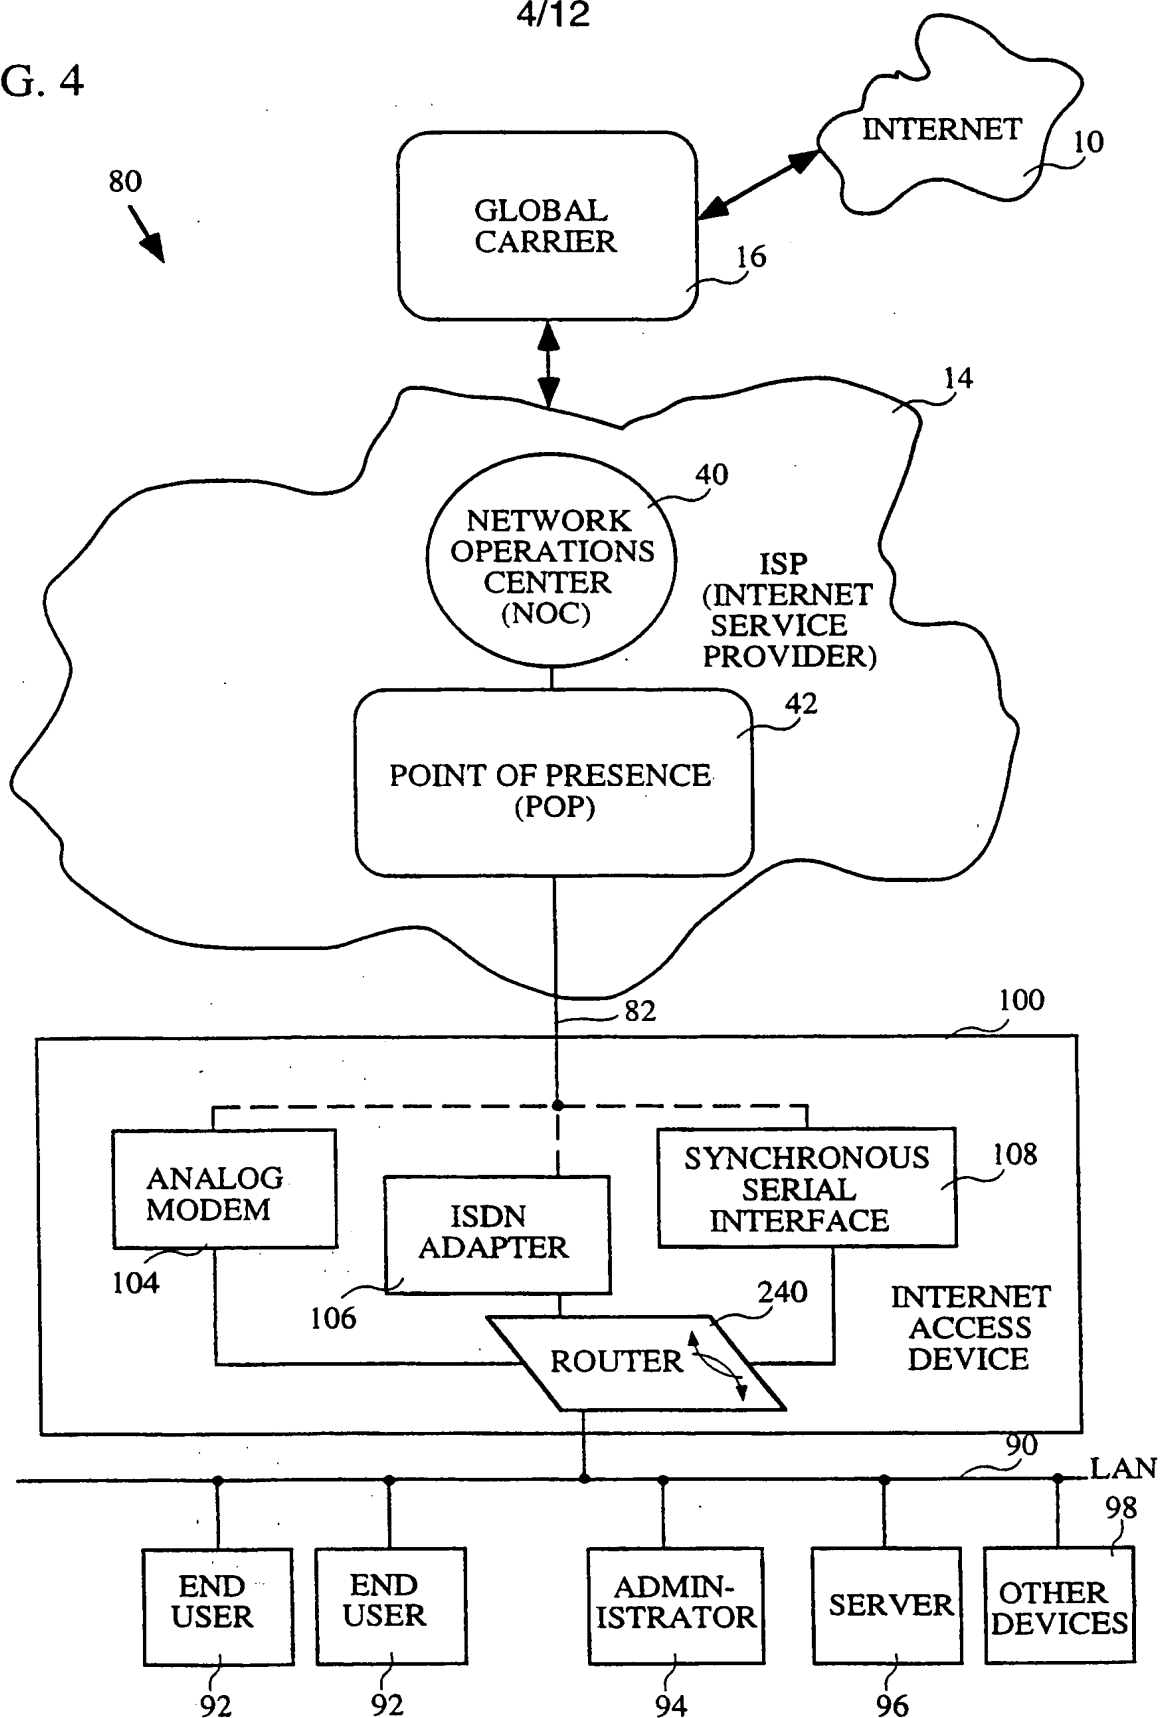 4/12
G. 4
INTERNET
10
80
GLOBAL
CARRIER
16
14
40
NETWORK
OPERATIONS
CENTER
(NOC)
ISP
(INTERNET
SERVICE
PROVIDER)
42
POINT OF PRESENCE
(POP)
82
100
ANALOG
MODEM
104
ISDN
ADAPTER
106
SYNCHRONOUS
SERIAL
INTERFACE
108
240
ROUTER
INTERNET
ACCESS
DEVICE
90
LAN
98
END
USER
92
END
USER
92
ADMIN-
ISTRATOR
94
SERVER
96
OTHER
DEVICES